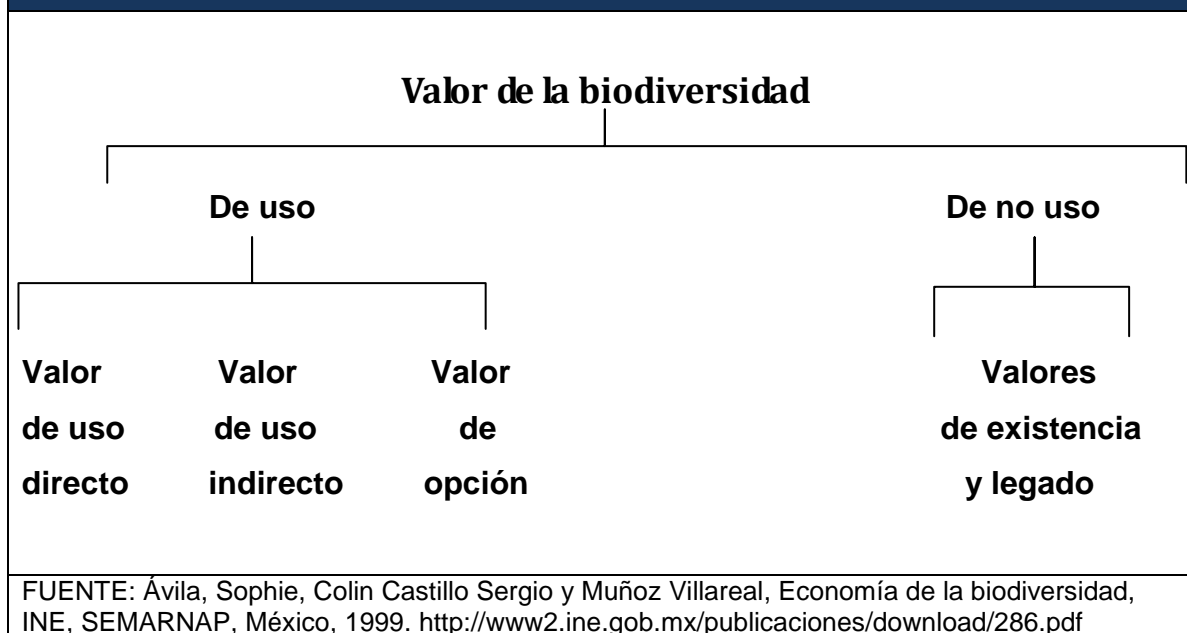 Valor de la biodiversidad
De uso De no uso
Valor Valor Valor Valores
de uso de uso de de existencia
directo indirecto opción y legado
FUENTE: Ávila, Sophie, Colin Castillo Sergio y Muñoz Villareal, Economía de la biodiversidad,
INE, SEMARNAP, México, 1999. http://www2.ine.gob.mx/publicaciones/download/286.pdf